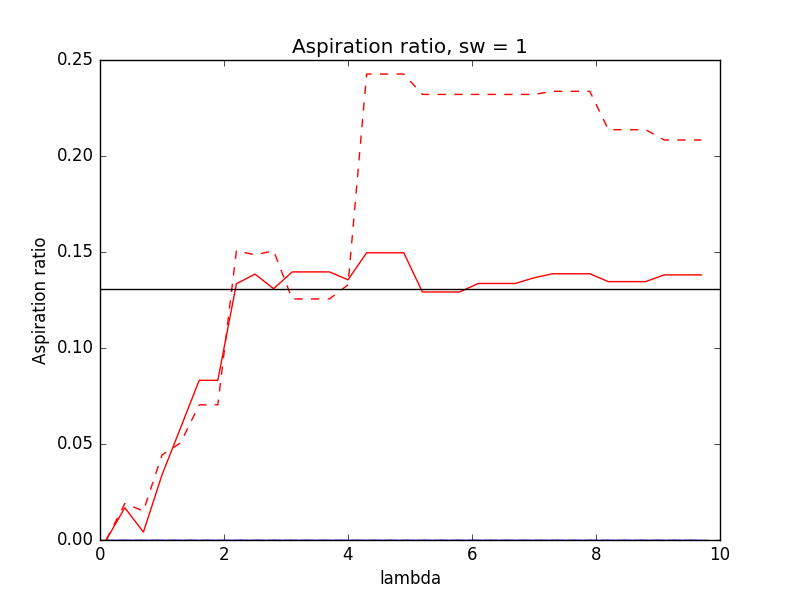 Aspiration ratio, sw = 1
0.25
0.20
0.15
0.10
0.05
0.00
Aspiration ratio
0 2 4 6 8 10
lambda